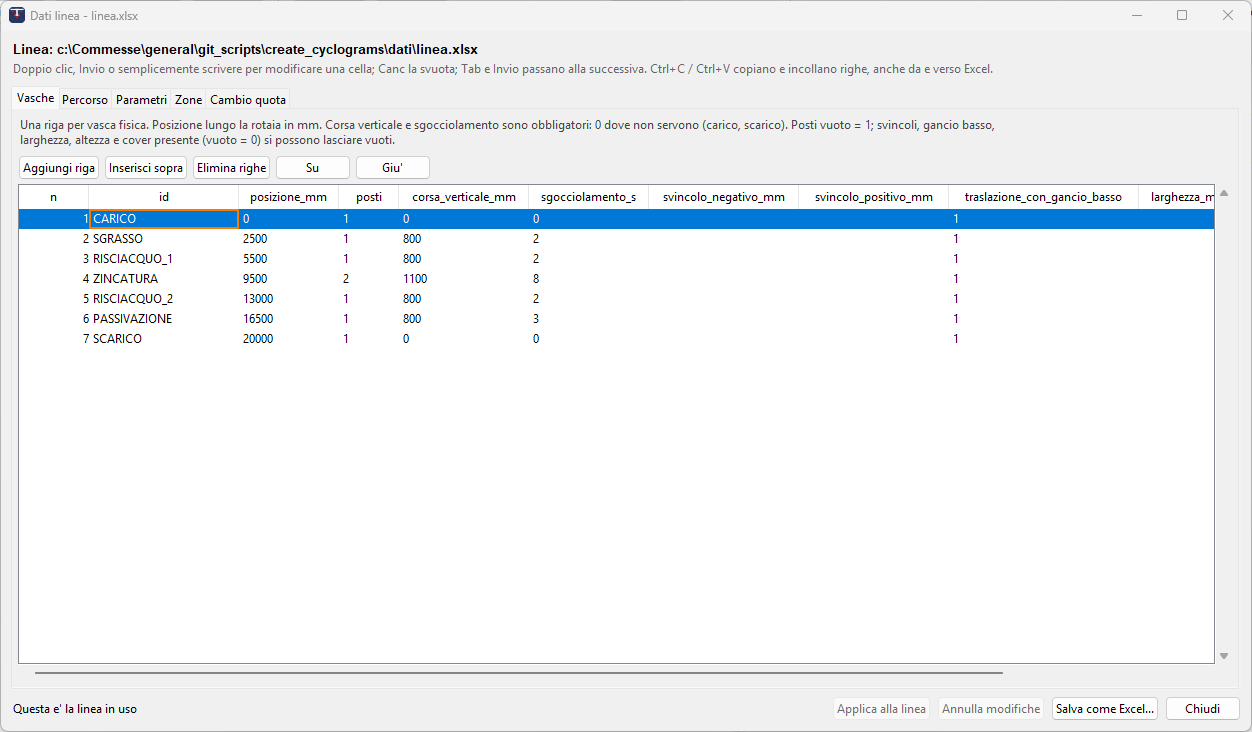 Dati linea - linea.xlsx
Linea: c:\Commesse\general\git_scripts\create_cyclograms\dati\linea.xlsx
Doppio clic, Invio o semplicemente scrivere per modificare una cella; Canc la svuota; Tab e Invio passano alla successiva. Ctrl+C / Ctrl+V copiano e incollano righe, anche da e verso Excel.
Vasche Percorso Parametri Zone Cambio quota
Una riga per vasca fisica. Posizione lungo la rotaia in mm. Corsa verticale e sgocciolamento sono obbligatori: 0 dove non servono (carico, scarico). Posti vuoto = 1; svincoli, gancio basso,
larghezza, altezza e cover presente (vuoto = 0) si possono lasciare vuoti.
Aggiungi riga Inserisci sopra Elimina righe Su Giu'
n id posizione_mm posti corsa_verticale_mm sgocciolamento_s svincolo_negativo_mm svincolo_positivo_mm traslazione_con_gancio_basso larghezza_m
1 CARICO 0 1 0 0 1
2 SGRASSO 2500 1 800 2 1
3 RISCIACQUO_1 5500 1 800 2 1
4 ZINCATURA 9500 2 1100 8 1
5 RISCIACQUO_2 13000 1 800 2 1
6 PASSIVAZIONE 16500 1 800 3 1
7 SCARICO 20000 1 0 0 1
Questa e' la linea in uso Applica alla linea Annulla modifiche Salva come Excel... Chiudi